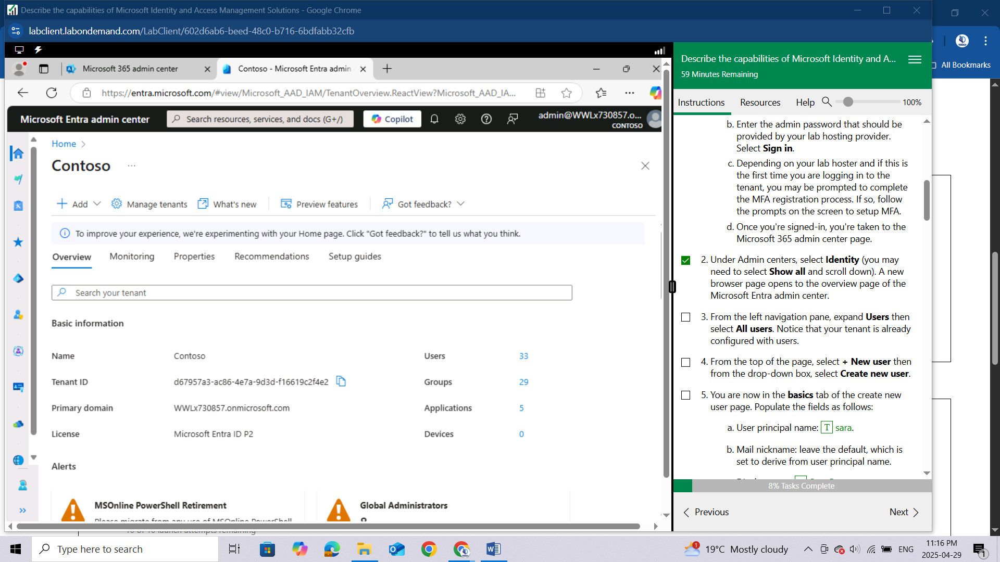 Describe the capabilities of Microsoft Identity and Access Management Solutions - Google Chrome
labclient.labondemand.com/LabClient/602d6ab6-beed-48c0-b716-6bdfabb32cfb
All Bookmarks
Microsoft 365 admin center
Contoso - Microsoft Entra admin
https://entra.microsoft.com/#view/Microsoft_AAD_IAM/TenantOverview.ReactView?Microsoft_AAD_IA...
Microsoft Entra admin center
Search resources, services, and docs (G+/)
Copilot
admin@WWLx730857.o...
CONTOSO
Home
Contoso
...
Add
Manage tenants
What's new
Preview features
Got feedback?
To improve your experience, we're experimenting with your Home page. Click "Got feedback?" to tell us what you think.
Overview
Monitoring
Properties
Recommendations
Setup guides
Search your tenant
Basic information
Name Contoso Users 33
Tenant ID d67957a3-ac86-4e7a-9d3d-f16619c2f4e2 Groups 29
Primary domain WWLx730857.onmicrosoft.com Applications 5
License Microsoft Entra ID P2 Devices 0
Alerts
MSOnline PowerShell Retirement
Please migrate from any use of MSOnline PowerShell
Global Administrators
Describe the capabilities of Microsoft Identity and A...
59 Minutes Remaining
Instructions
Resources
Help
100%
b. Enter the admin password that should be
provided by your lab hosting provider.
Select Sign in.
c. Depending on your lab hoster and if this is
the first time you are logging in to the
tenant, you may be prompted to complete
the MFA registration process. If so, follow
the prompts on the screen to setup MFA.
d. Once you're signed-in, you're taken to the
Microsoft 365 admin center page.
2. Under Admin centers, select Identity (you may
need to select Show all and scroll down). A new
browser page opens to the overview page of the
Microsoft Entra admin center.
3. From the left navigation pane, expand Users then
select All users. Notice that your tenant is already
configured with users.
4. From the top of the page, select + New user then
from the drop-down box, select Create new user.
5. You are now in the basics tab of the create new
user page. Populate the fields as follows:
a. User principal name: T sara.
b. Mail nickname: leave the default, which is
set to derive from user principal name.
8% Tasks Complete
Previous
Next
Type here to search
1
19°C Mostly cloudy
ENG
11:16 PM
2025-04-29
1